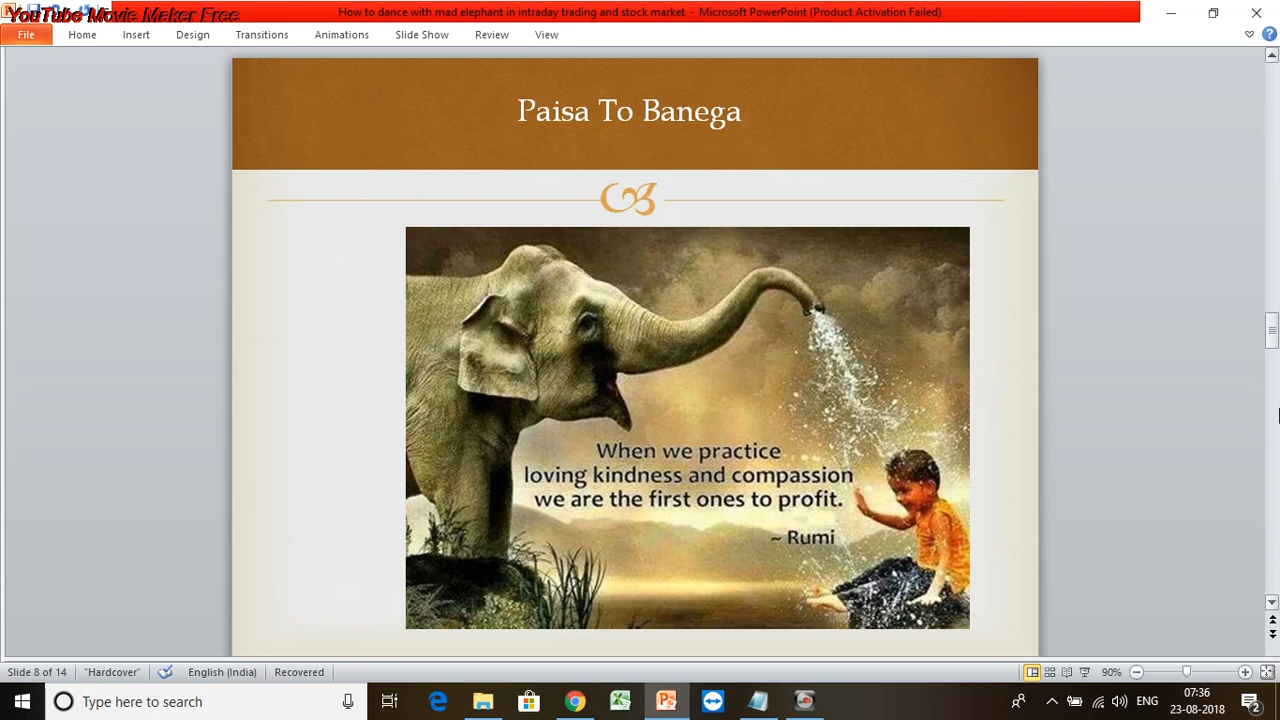 YouTube Movie Maker Free
How to dance with mad elephant in intraday trading and stock market - Microsoft PowerPoint (Product Activation Failed)
File Home Insert Design Transitions Animations Slide Show Review View
Paisa To Banega
When we practice
loving kindness and compassion
we are the first ones to profit.
~ Rumi
Slide 8 of 14 "Hardcover" English (India) Recovered 90%
Type here to search
ENG
07:36
23-08-2018
2